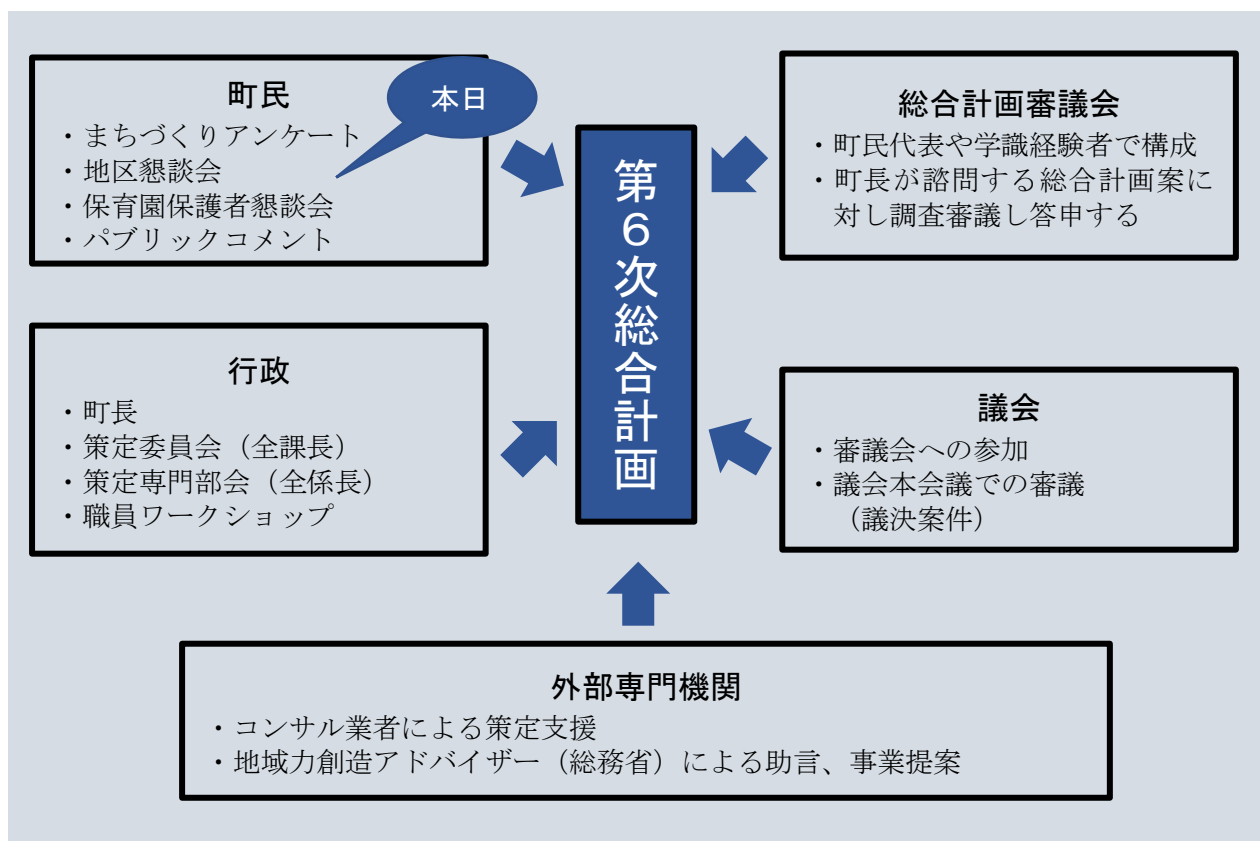 町民
・まちづくりアンケート
・地区懇談会
・保育園保護者懇談会
・パブリックコメント
本日
総合計画審議会
・町民代表や学識経験者で構成
・町長が諮問する総合計画案に
対し調査審議し答申する
第6次総合計画
行政
・町長
・策定委員会（全課長）
・策定専門部会（全係長）
・職員ワークショップ
議会
・審議会への参加
・議会本会議での審議
（議決案件）
外部専門機関
・コンサル業者による策定支援
・地域力創造アドバイザー（総務省）による助言、事業提案